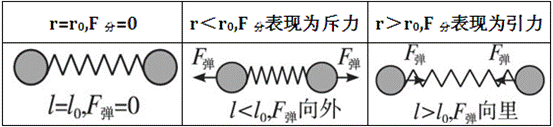 r=r₀,F分=0
r＜r₀,F分表现为斥力
r＞r₀,F分表现为引力
l=l₀,F弹=0
F弹 F弹
l<l₀,F弹向外
F弹 F弹
l>l₀,F弹向里